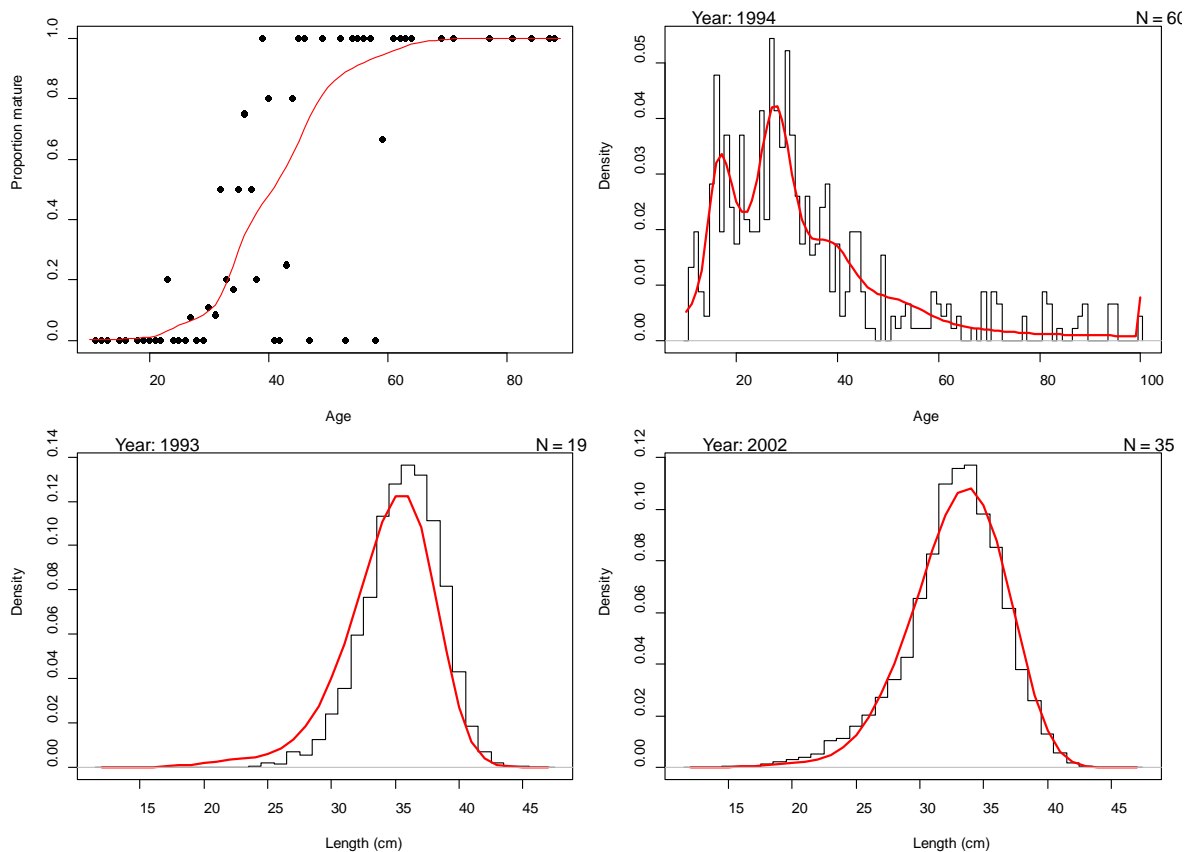 Year: 1994
N = 60
Proportion mature
0.0 0.2 0.4 0.6 0.8 1.0
20 40 60 80
Age
Density
0.00 0.01 0.02 0.03 0.04 0.05
20 40 60 80 100
Age
Year: 1993
N = 19
Density
0.00 0.02 0.04 0.06 0.08 0.10 0.12 0.14
15 20 25 30 35 40 45
Length (cm)
Year: 2002
N = 35
Density
0.00 0.02 0.04 0.06 0.08 0.10 0.12
15 20 25 30 35 40 45
Length (cm)